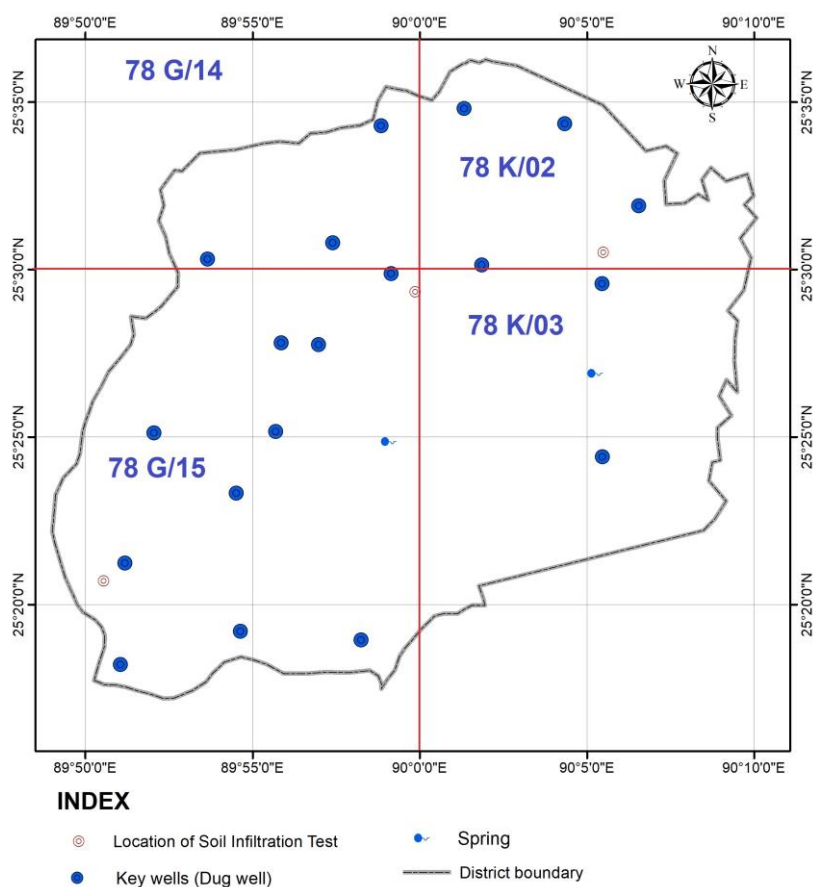 89°50'0"E 89°55'0"E 90°0'0"E 90°5'0"E 90°10'0"E
78 G/14
N
W E
S
25°35'0"N 25°35'0"N
78 K/02
25°30'0"N 25°30'0"N
78 K/03
25°25'0"N 25°25'0"N
78 G/15
25°20'0"N 25°20'0"N
89°50'0"E 89°55'0"E 90°0'0"E 90°5'0"E 90°10'0"E
INDEX
Location of Soil Infiltration Test Spring
Key wells (Dug well) District boundary